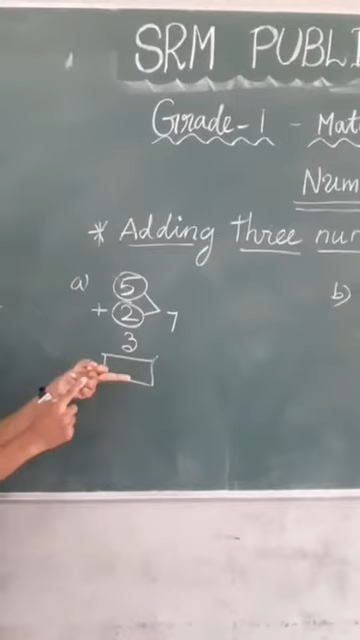 SRM PUBLI
Grade-1 - Mat
Num
* Adding three nur
a) 5
+ 2 7
3
b)